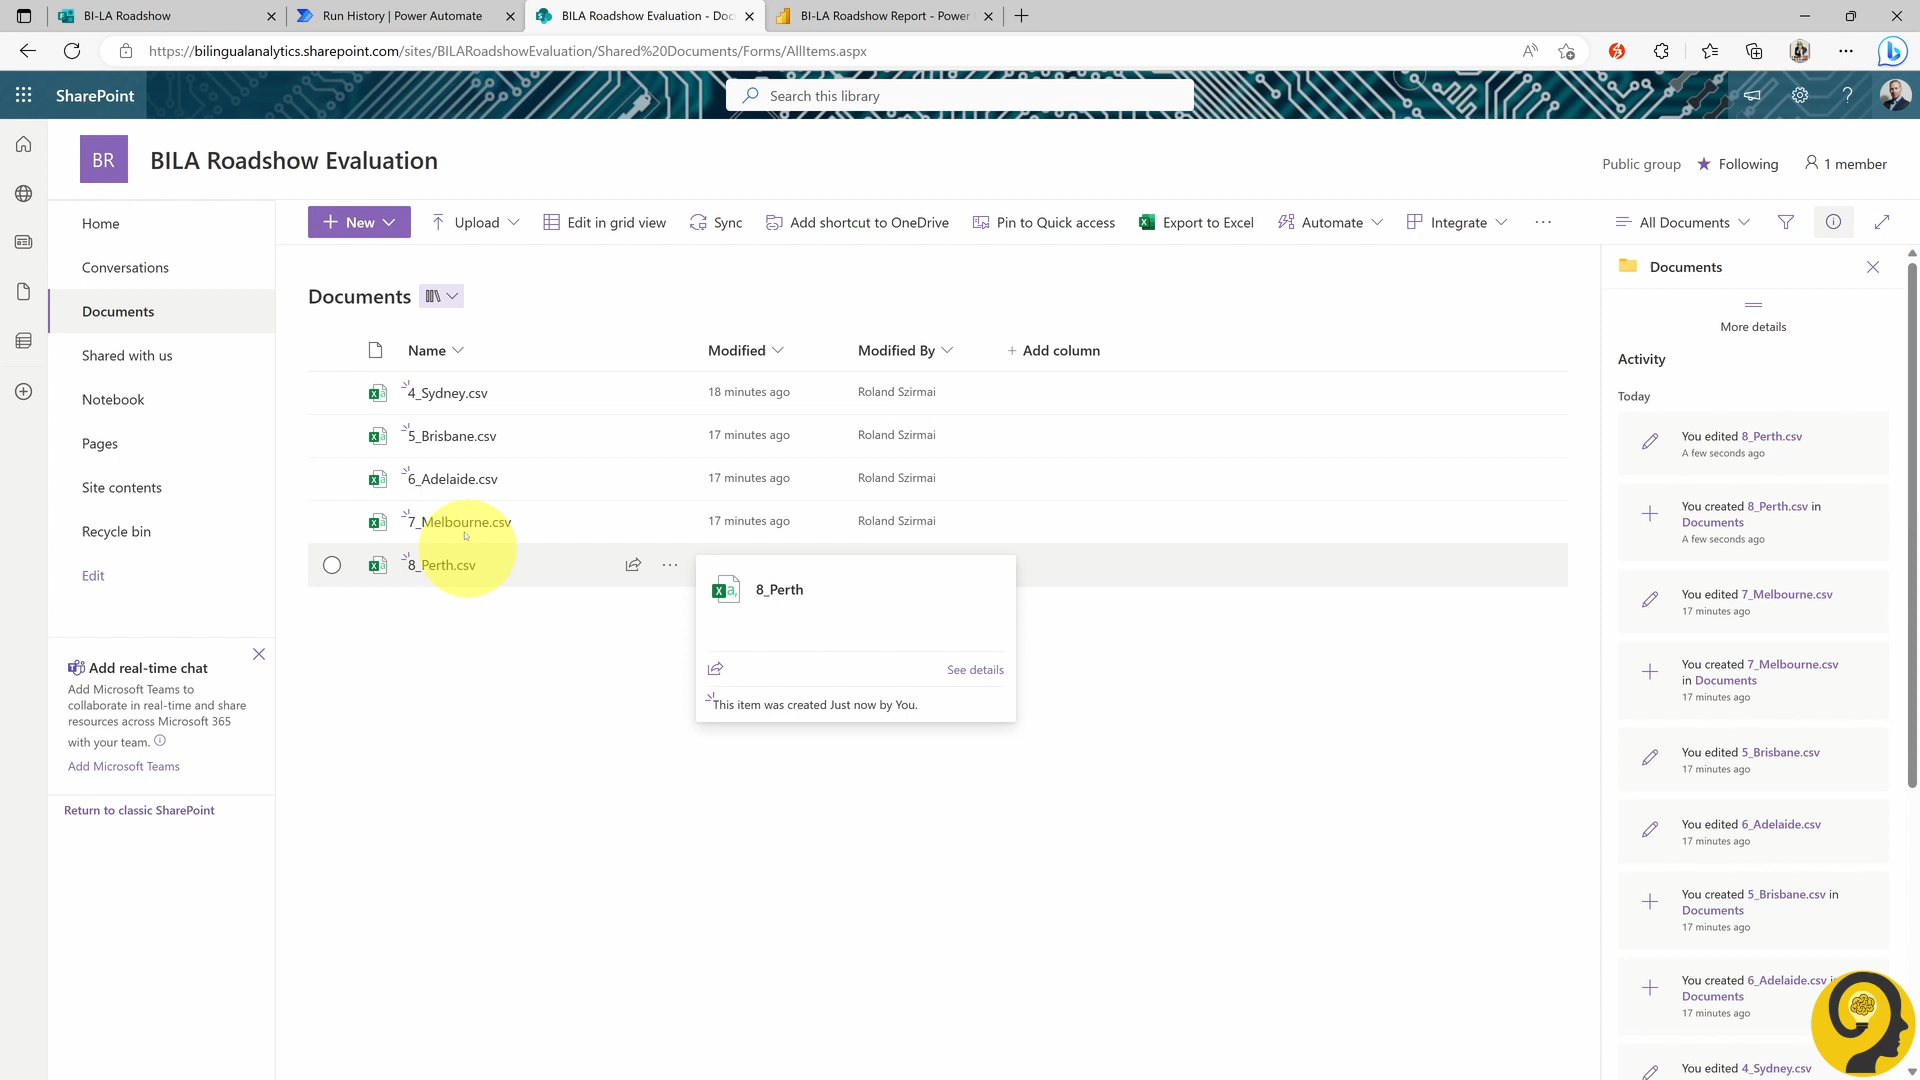 BI-LA Roadshow
Run History | Power Automate
BILA Roadshow Evaluation - Doc
BI-LA Roadshow Report - Power
https://bilingualanalytics.sharepoint.com/sites/BILARoadshowEvaluation/Shared%20Documents/Forms/AllItems.aspx
SharePoint
Search this library
BR
BILA Roadshow Evaluation
Public group
Following
1 member
Home
Conversations
Documents
Shared with us
Notebook
Pages
Site contents
Recycle bin
Edit
Add real-time chat
Add Microsoft Teams to
collaborate in real-time and share
resources across Microsoft 365
with your team.
Add Microsoft Teams
Return to classic SharePoint
New
Upload
Edit in grid view
Sync
Add shortcut to OneDrive
Pin to Quick access
Export to Excel
Automate
Integrate
All Documents
Documents
Name
Modified
Modified By
Add column
4_Sydney.csv
18 minutes ago
Roland Szirmai
5_Brisbane.csv
17 minutes ago
Roland Szirmai
6_Adelaide.csv
17 minutes ago
Roland Szirmai
7_Melbourne.csv
17 minutes ago
Roland Szirmai
8_Perth.csv
8_Perth
See details
This item was created Just now by You.
Documents
More details
Activity
Today
You edited 8_Perth.csv
A few seconds ago
You created 8_Perth.csv in
Documents
A few seconds ago
You edited 7_Melbourne.csv
17 minutes ago
You created 7_Melbourne.csv
in Documents
17 minutes ago
You edited 5_Brisbane.csv
17 minutes ago
You edited 6_Adelaide.csv
17 minutes ago
You created 5_Brisbane.csv in
Documents
17 minutes ago
You created 6_Adelaide.csv
Documents
17 minutes ago
You edited 4_Sydney.csv